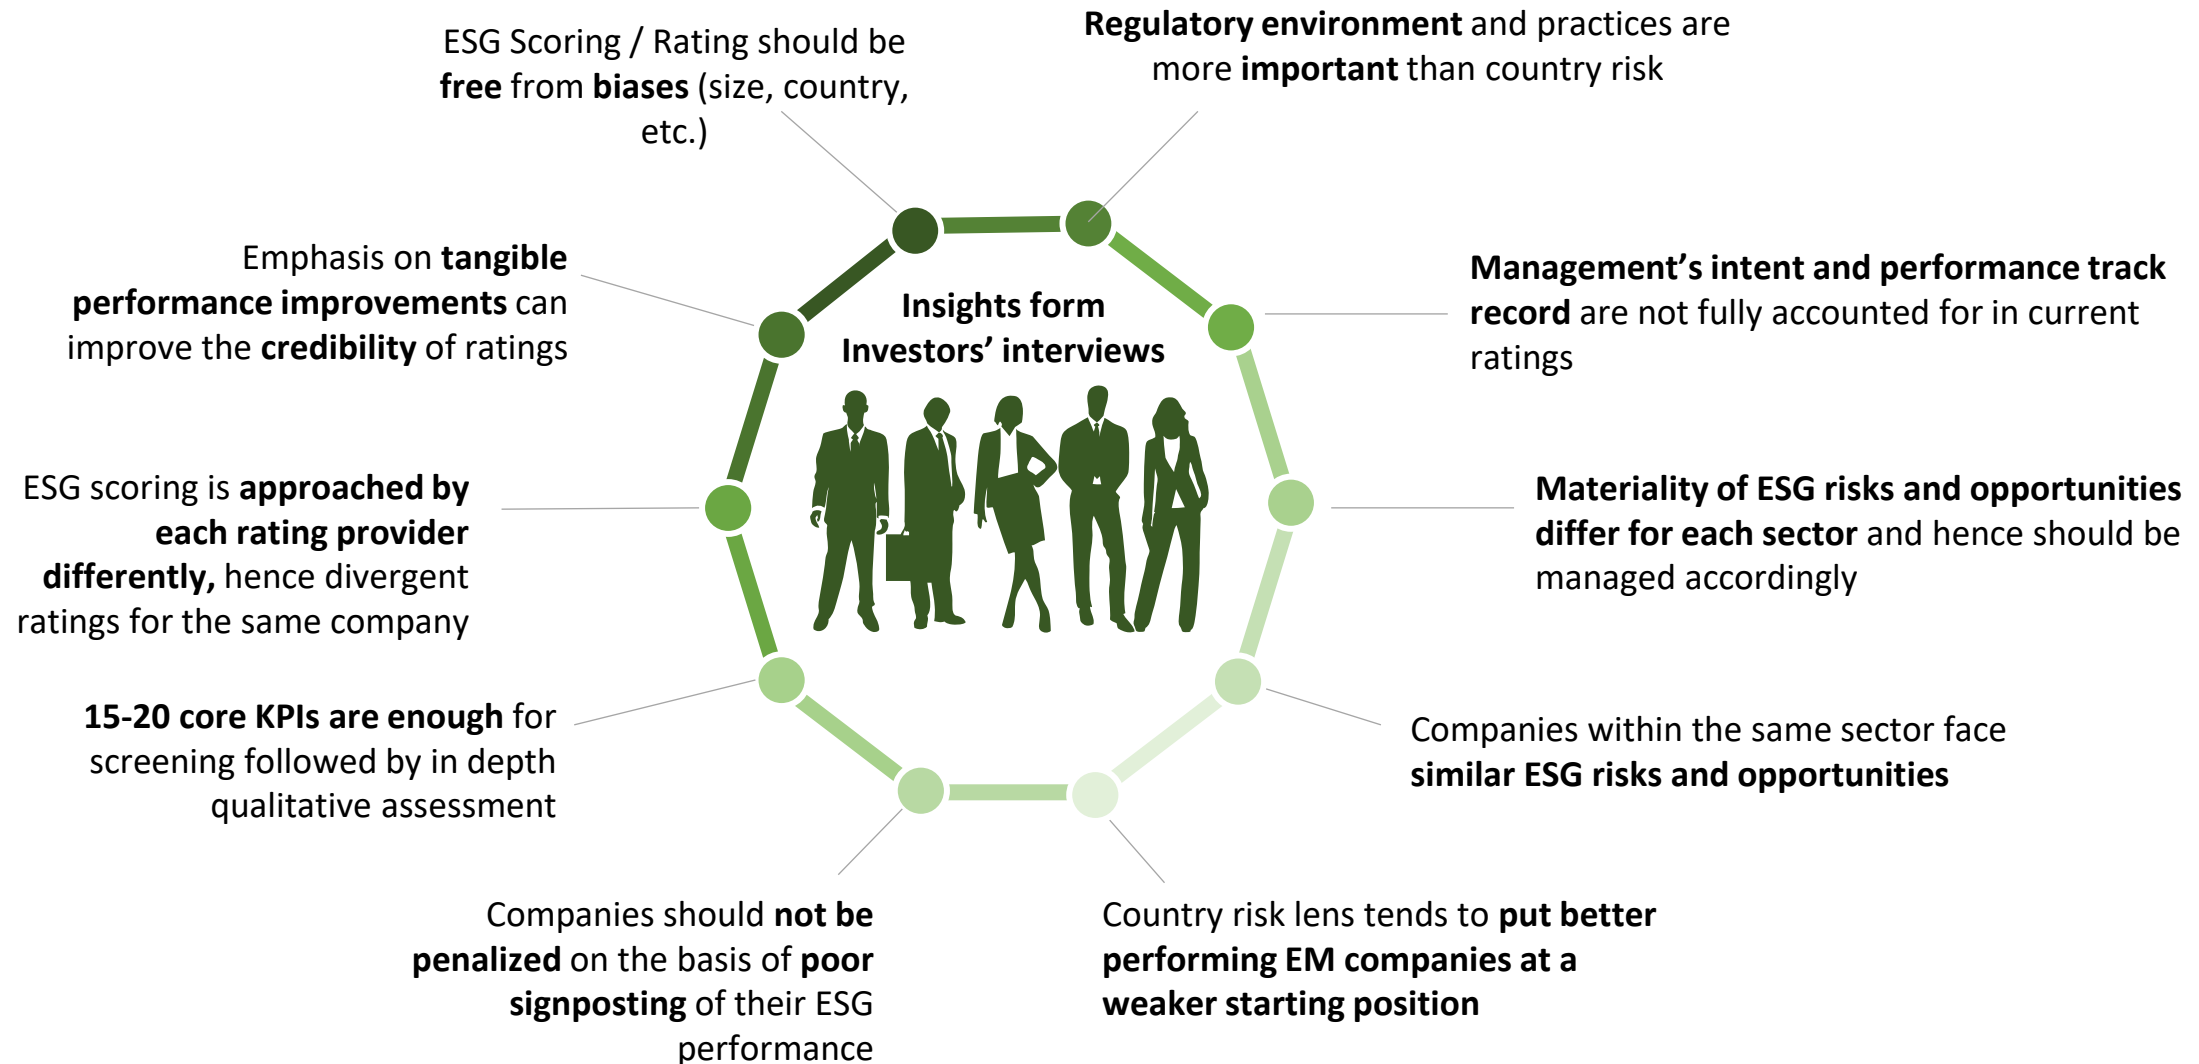 ESG Scoring / Rating should be
free from biases (size, country,
etc.)
Regulatory environment and practices are
more important than country risk
Emphasis on tangible
performance improvements can
improve the credibility of ratings
Insights form
Investors’ interviews
Management’s intent and performance track
record are not fully accounted for in current
ratings
ESG scoring is approached by
each rating provider
differently, hence divergent
ratings for the same company
Materiality of ESG risks and opportunities
differ for each sector and hence should be
managed accordingly
15-20 core KPIs are enough for
screening followed by in depth
qualitative assessment
Companies within the same sector face
similar ESG risks and opportunities
Companies should not be
penalized on the basis of poor
signposting of their ESG
performance
Country risk lens tends to put better
performing EM companies at a
weaker starting position